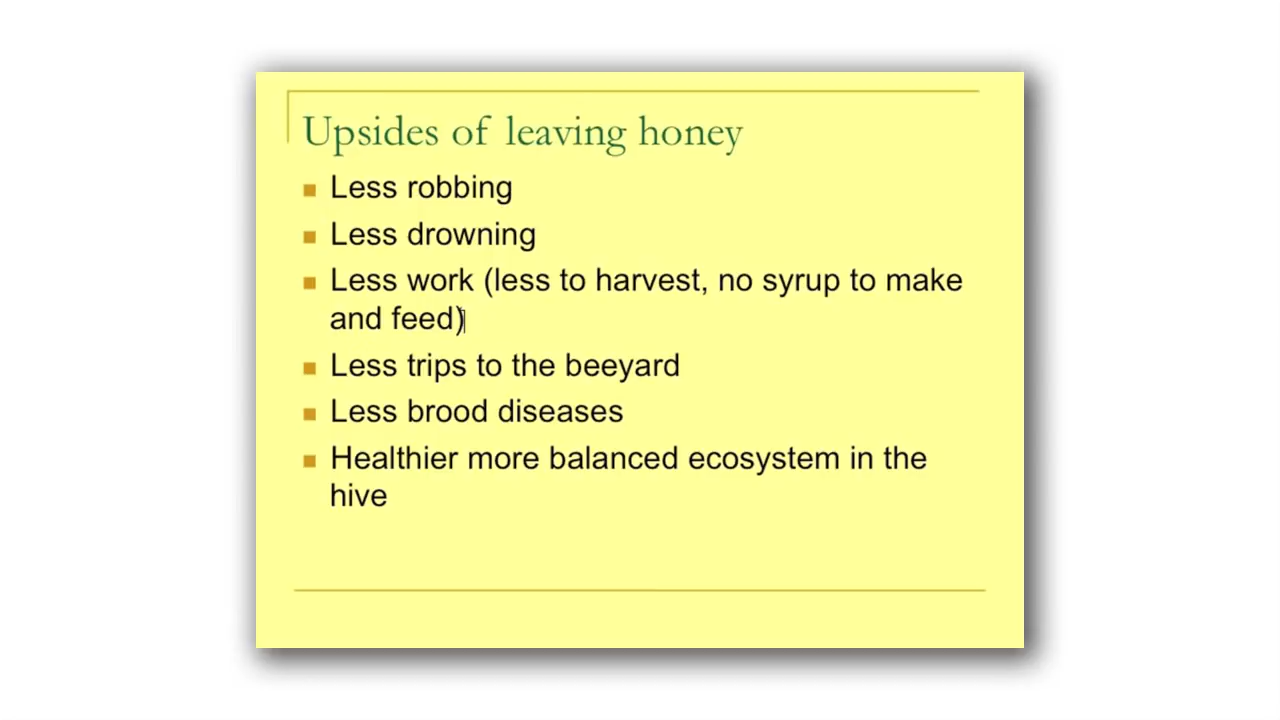 Upsides of leaving honey
Less robbing
Less drowning
Less work (less to harvest, no syrup to make
and feed)
Less trips to the beeyard
Less brood diseases
Healthier more balanced ecosystem in the
hive